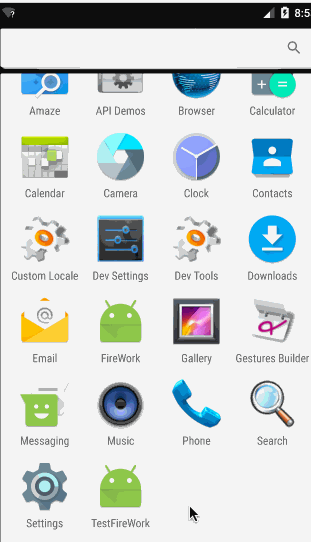 8:5
Amaze API Demos Browser Calculator
Calendar Camera Clock Contacts
Custom Locale Dev Settings Dev Tools Downloads
Email FireWork Gallery Gestures Builder
Messaging Music Phone Search
Settings TestFireWork